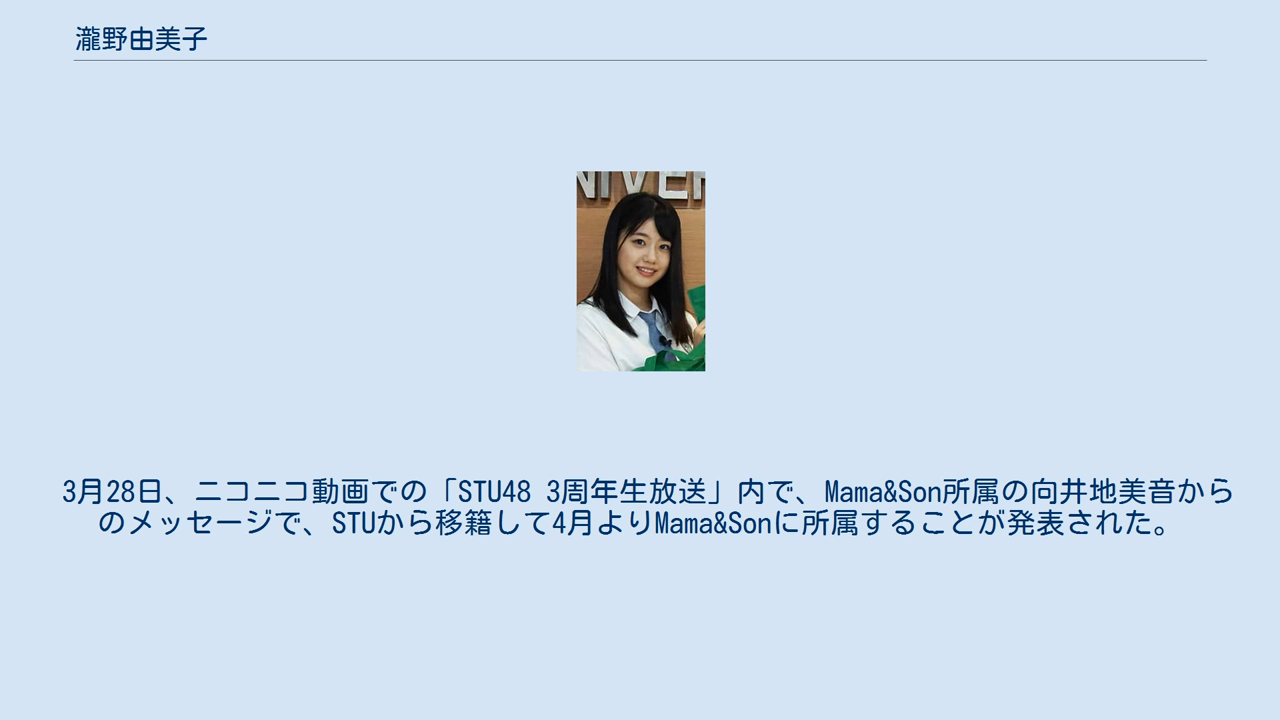 瀧野由美子
NIVER
3月28日、ニコニコ動画での「STU48 3周年生放送」内で、Mama&Son所属の向井地美音から
のメッセージで、STUから移籍して4月よりMama&Sonに所属することが発表された。